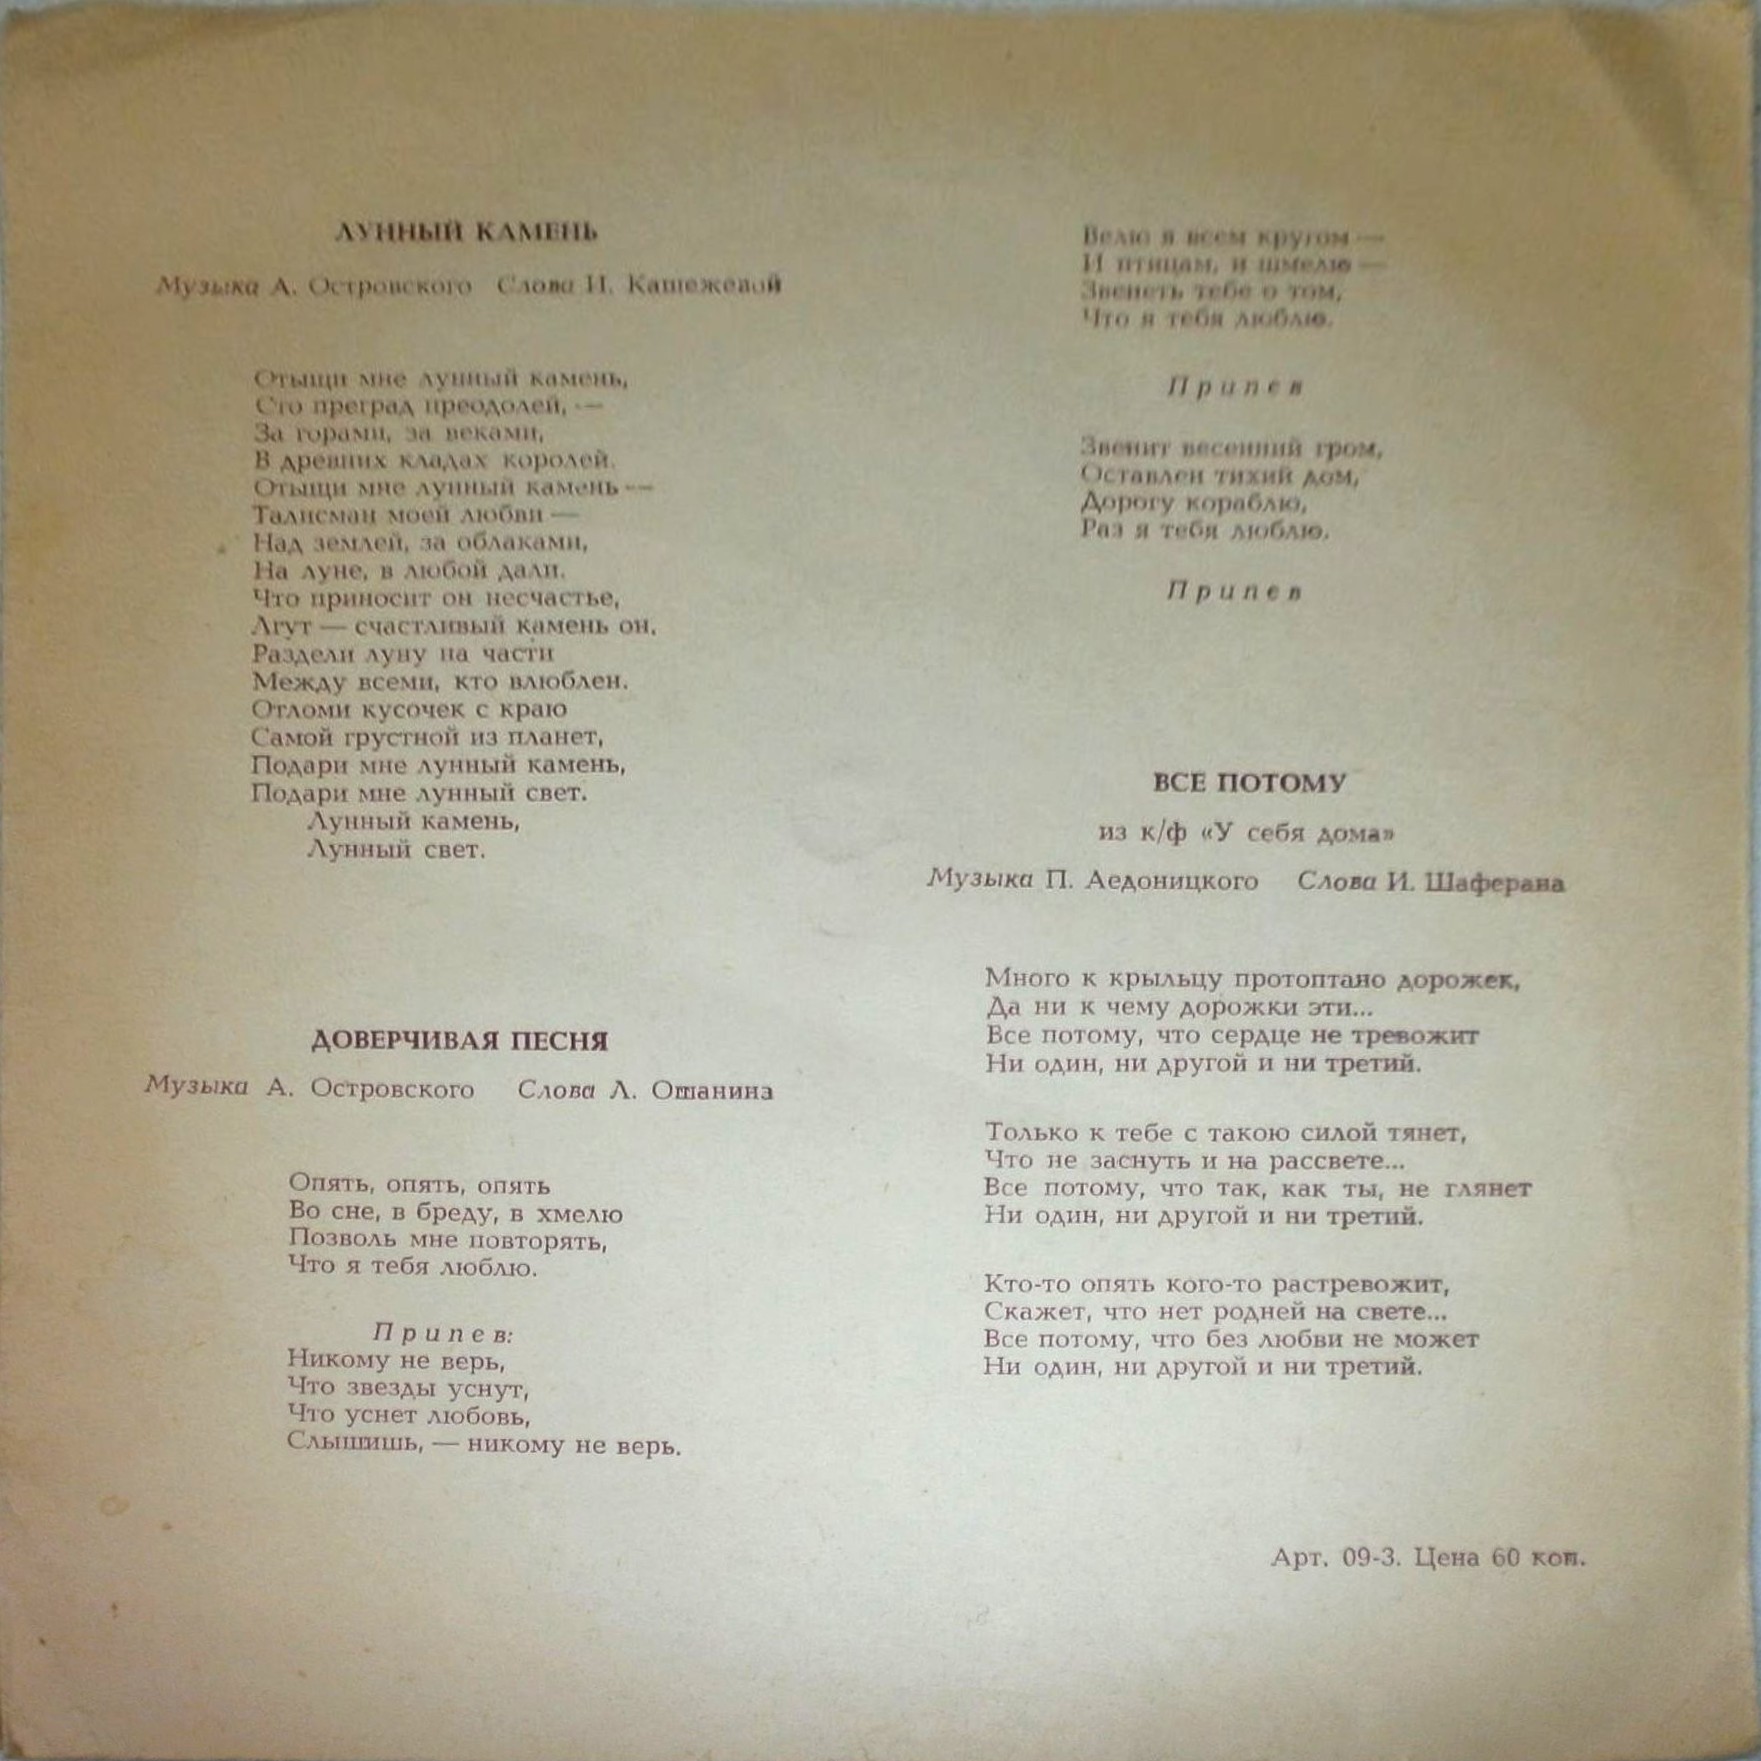 ЛУННЫЙ КАМЕНЬ
Музыка А. Островского Слова И. Кашежевой
Отыщи мне лунный камень,
Сто преград преодолей, —
За горами, за веками,
В древних кладах королей.
Отыщи мне лунный камень —
Талисман моей любви —
Над землей, за облаками,
На луне, в любой дали.
Что приносит он несчастье,
Лгут — счастливый камень он,
Раздели луну на части
Между всеми, кто влюблен.
Отломи кусочек с краю
Самой грустной из планет,
Подари мне лунный камень,
Подари мне лунный свет.
Лунный камень,
Лунный свет.
ДОВЕРЧИВАЯ ПЕСНЯ
Музыка А. Островского Слова Л. Ошанина
Опять, опять, опять
Во сне, в бреду, в хмелю
Позволь мне повторять,
Что я тебя люблю.
Припев:
Никому не верь,
Что звезды уснут,
Что уснет любовь,
Слышишь, — никому не верь.
Велю я всем кругом —
И птицам, и шмелю —
Звенеть тебе о том,
Что я тебя люблю.
Припев
Звенит весенний гром,
Оставлен тихий дом,
Дорогу кораблю,
Раз я тебя люблю.
Припев
ВСЕ ПОТОМУ
из к/ф «У себя дома»
Музыка П. Аедоницкого Слова И. Шаферана
Много к крыльцу протоптано дорожек,
Да ни к чему дорожки эти...
Все потому, что сердце не тревожит
Ни один, ни другой и ни третий.
Только к тебе с такою силой тянет,
Что не заснуть и на рассвете...
Все потому, что так, как ты, не глянет
Ни один, ни другой и ни третий.
Кто-то опять кого-то растревожит,
Скажет, что нет родней на свете...
Все потому, что без любви не может
Ни один, ни другой и ни третий.
Арт. 09-3. Цена 60 коп.